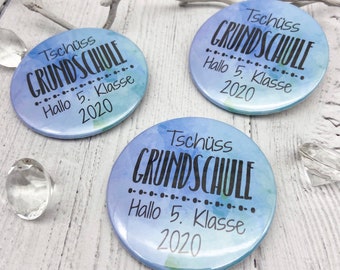 Tschüss
GRUNDSCHULE
Hallo 5. Klasse
2020
Tschüss
GRUNDSCHULE
Hallo 5. Klasse
2020
Tschüss
GRUNDSCHULE
Hallo 5. Klasse
2020